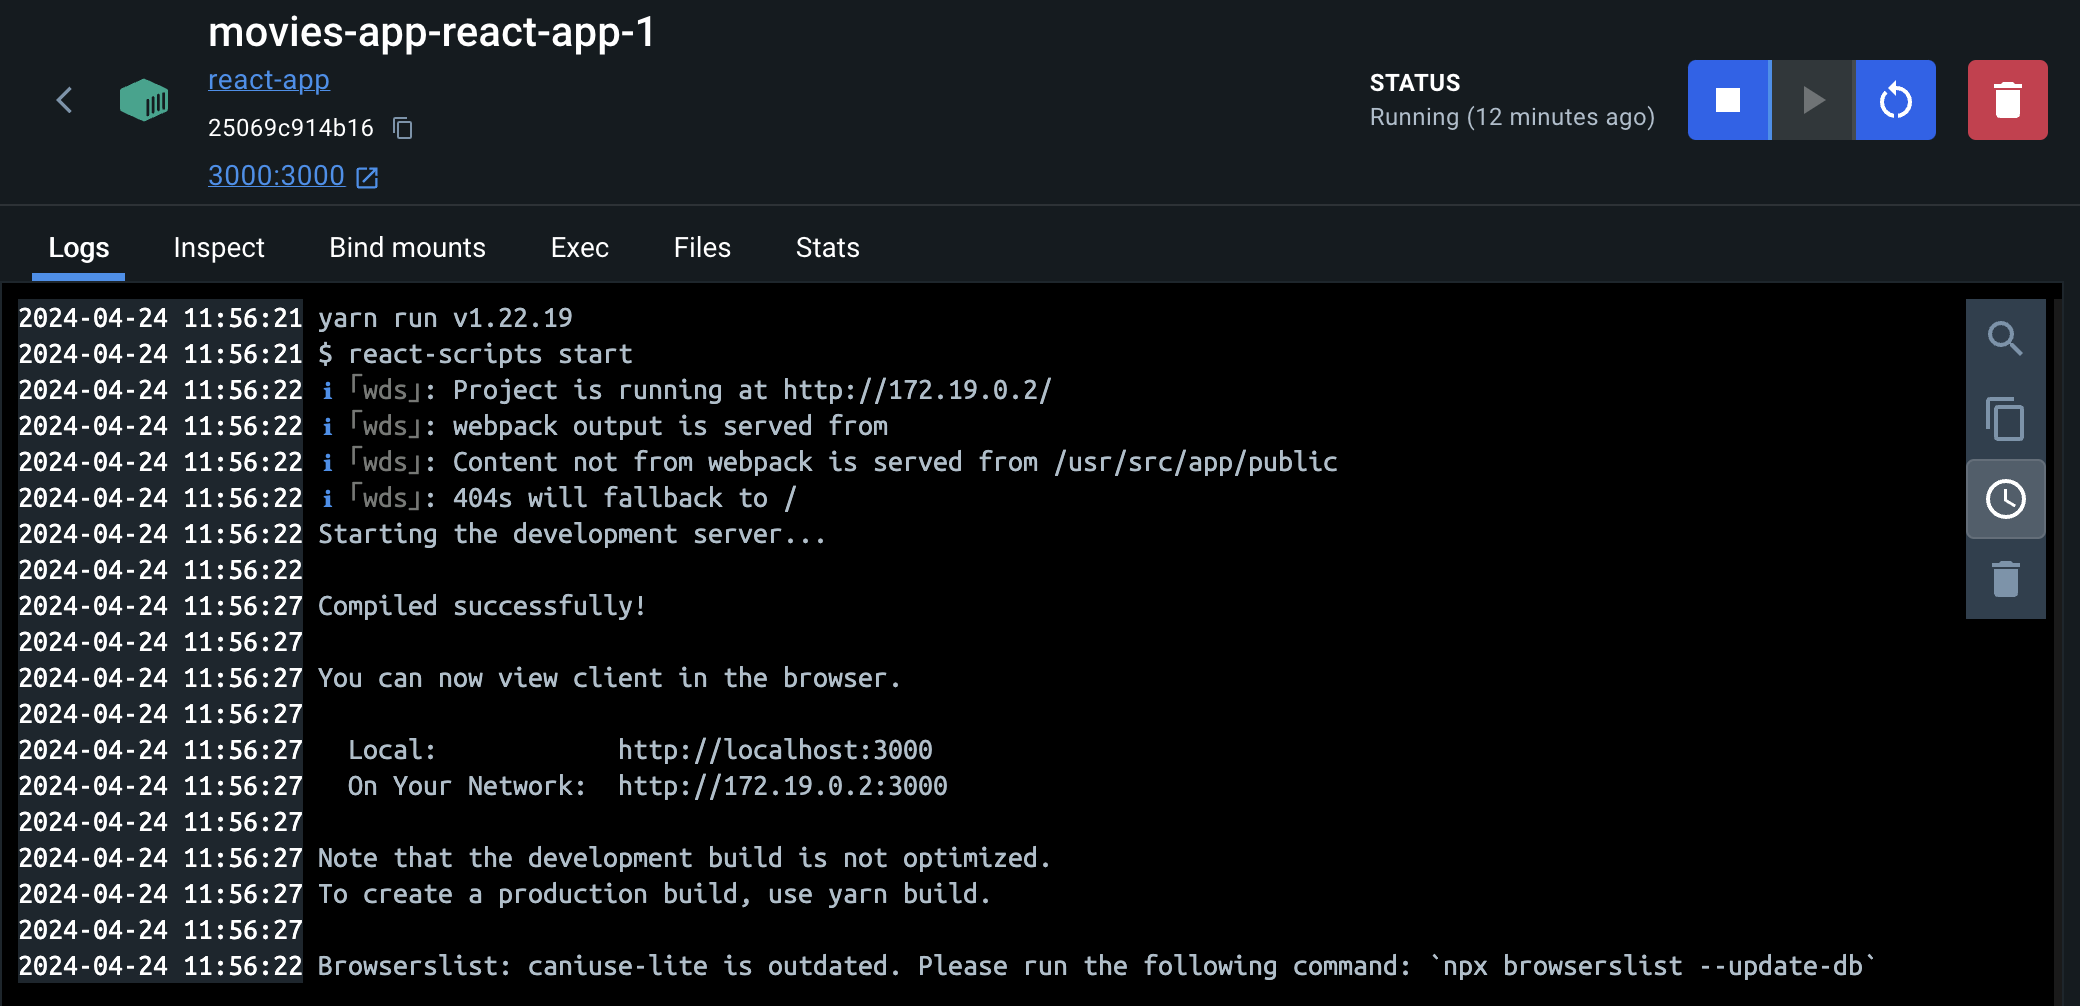 movies-app-react-app-1
react-app
25069c914b16
3000:3000
STATUS
Running (12 minutes ago)
Logs Inspect Bind mounts Exec Files Stats
2024-04-24 11:56:21 yarn run v1.22.19
2024-04-24 11:56:21 $ react-scripts start
2024-04-24 11:56:22 ℹ ｢wds｣: Project is running at http://172.19.0.2/
2024-04-24 11:56:22 ℹ ｢wds｣: webpack output is served from
2024-04-24 11:56:22 ℹ ｢wds｣: Content not from webpack is served from /usr/src/app/public
2024-04-24 11:56:22 ℹ ｢wds｣: 404s will fallback to /
2024-04-24 11:56:22 Starting the development server...
2024-04-24 11:56:22
2024-04-24 11:56:27 Compiled successfully!
2024-04-24 11:56:27
2024-04-24 11:56:27 You can now view client in the browser.
2024-04-24 11:56:27
2024-04-24 11:56:27   Local:            http://localhost:3000
2024-04-24 11:56:27   On Your Network:  http://172.19.0.2:3000
2024-04-24 11:56:27
2024-04-24 11:56:27 Note that the development build is not optimized.
2024-04-24 11:56:27 To create a production build, use yarn build.
2024-04-24 11:56:27
2024-04-24 11:56:22 Browserslist: caniuse-lite is outdated. Please run the following command: `npx browserslist --update-db`